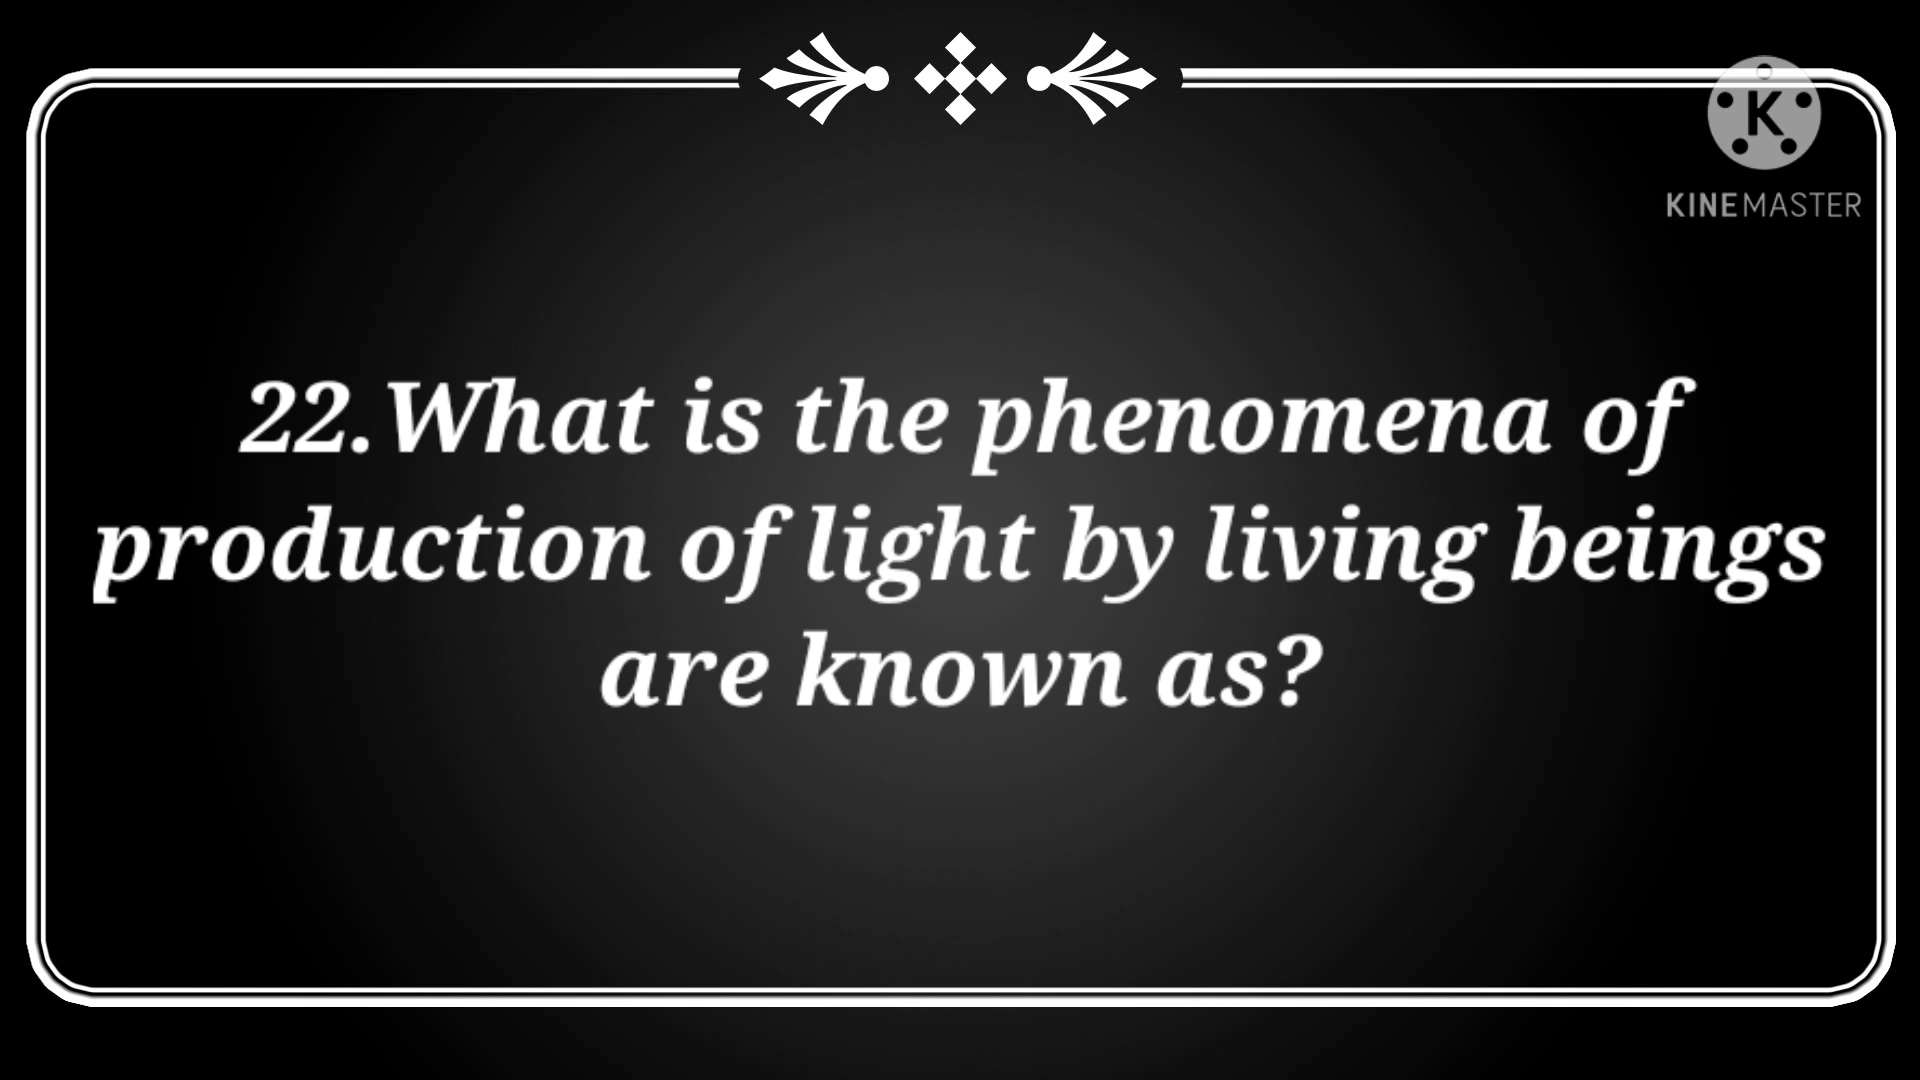 K
KINEMASTER
22.What is the phenomena of
production of light by living beings
are known as?